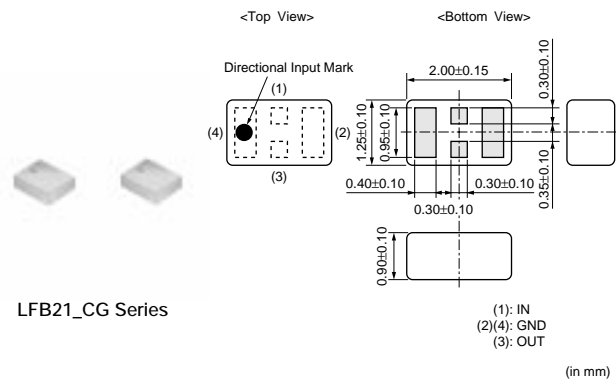 <Top View>
<Bottom View>
Directional Input Mark
(1)
(4)
(2)
(3)
2.00±0.15
0.30±0.10
1.25±0.10
0.95±0.10
0.35±0.10
0.40±0.10
0.30±0.10
0.30±0.10
0.90±0.10
LFB21_CG Series
(1): IN
(2)(4): GND
(3): OUT
(in mm)